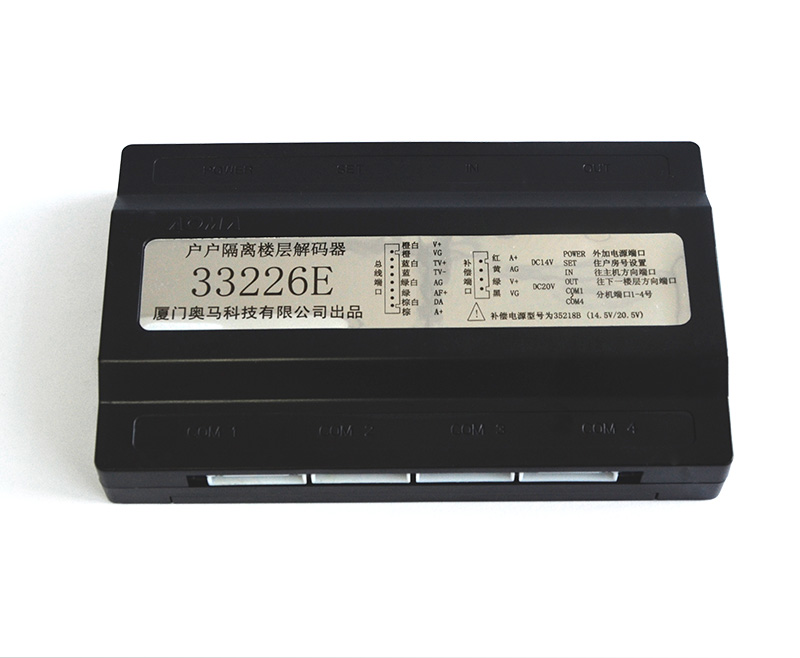 POWER SET IN OUT
AOMA
户户隔离楼层解码器
33226E
厦门奥马科技有限公司出品
总线端口
橙白 V+
橙 VG
蓝白 TV+
蓝 TV-
绿白 AG
绿 AF+
棕白 DA
棕 A+
补偿端口
红 A+
黄 AG
DC14V
绿 V+
黑 VG
DC20V
POWER 外加电源端口
SET 住户房号设置
IN 往主机方向端口
OUT 往下一楼层方向端口
COM1
COM4
分机端口1-4号
补偿电源型号为35218B (14.5V/20.5V)
COM 1 COM 2 COM 3 COM 4